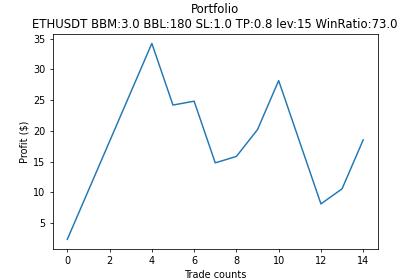 Portfolio
ETHUSDT BBM:3.0 BBL:180 SL:1.0 TP:0.8 lev:15 WinRatio:73.0
35
30
25
20
15
10
5
Profit ($)
0 2 4 6 8 10 12 14
Trade counts